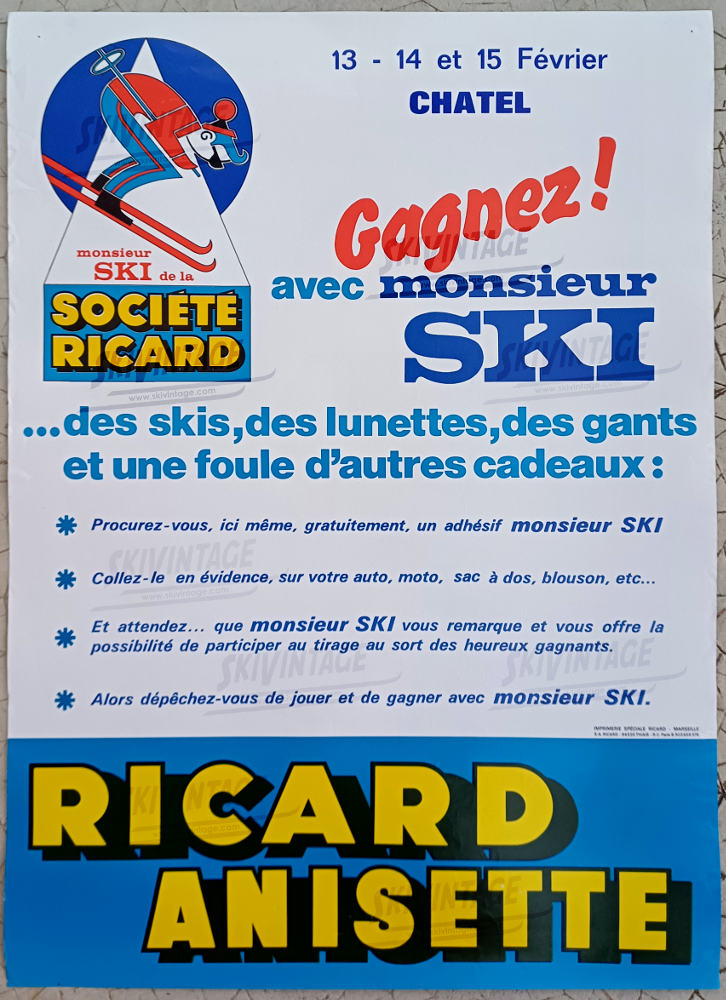 13 - 14 et 15 Février
CHATEL
Gagnez!
avec monsieur
SKI
G
monsieur
SKI de la
SOCIÉTÉ
RICARD
...des skis, des lunettes, des gants
et une foule d'autres cadeaux :
Procurez-vous, ici même, gratuitement, un adhésif monsieur SKI
Collez-le en évidence, sur votre auto, moto, sac à dos, blouson, etc...
Et attendez... que monsieur SKI vous remarque et vous offre la
possibilité de participer au tirage au sort des heureux gagnants.
Alors dépêchez-vous de jouer et de gagner avec monsieur SKI.
IMPRIMERIE SPÉCIALE RICARD - MARSEILLE
RICARD
ANISETTE
SKIVINTAGE
www.skivintage.com